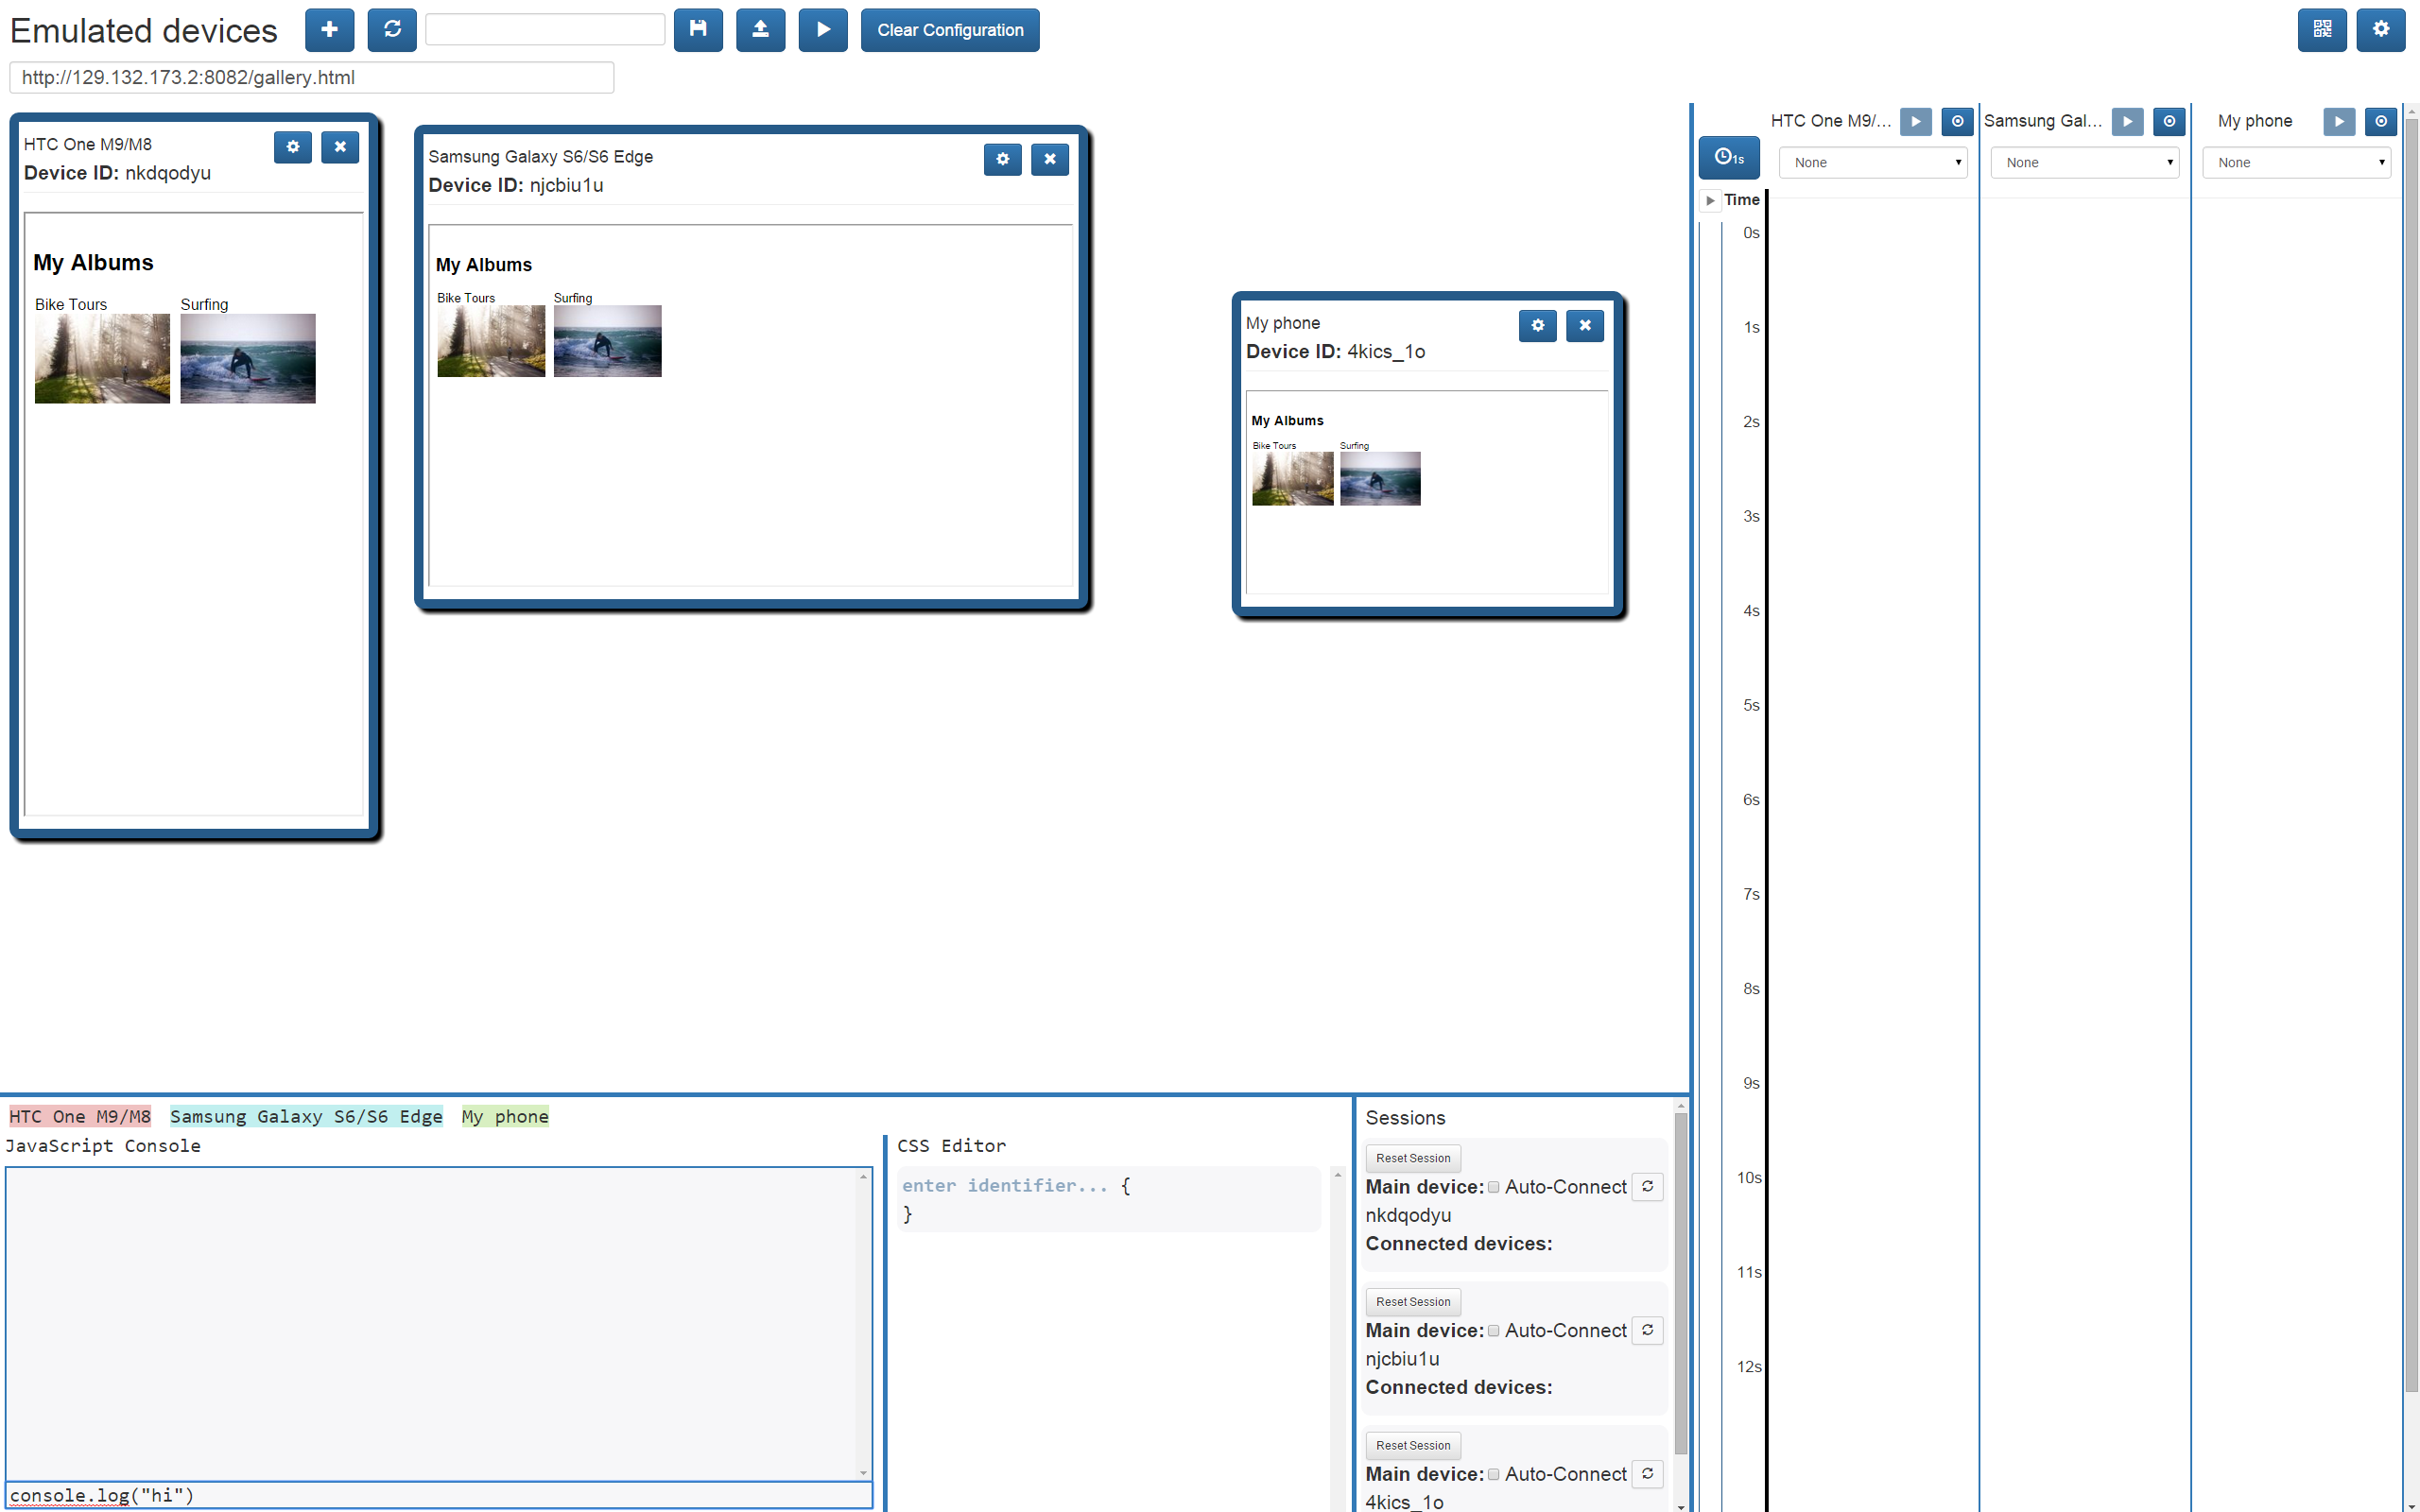 Emulated devices
Clear Configuration
http://129.132.173.2:8082/gallery.html
HTC One M9/M8
Device ID: nkdqodyu
My Albums
Bike Tours Surfing
Samsung Galaxy S6/S6 Edge
Device ID: njcbiu1u
My Albums
Bike Tours Surfing
My phone
Device ID: 4kics_1o
My Albums
Bike Tours Surfing
HTC One M9/... Samsung Gal... My phone
1s
None None None
Time
0s
1s
2s
3s
4s
5s
6s
7s
8s
9s
10s
11s
12s
HTC One M9/M8 Samsung Galaxy S6/S6 Edge My phone
JavaScript Console
console.log("hi")
CSS Editor
enter identifier... {
}
Sessions
Reset Session
Main device: Auto-Connect
nkdqodyu
Connected devices:
Reset Session
Main device: Auto-Connect
njcbiu1u
Connected devices:
Reset Session
Main device: Auto-Connect
4kics_1o